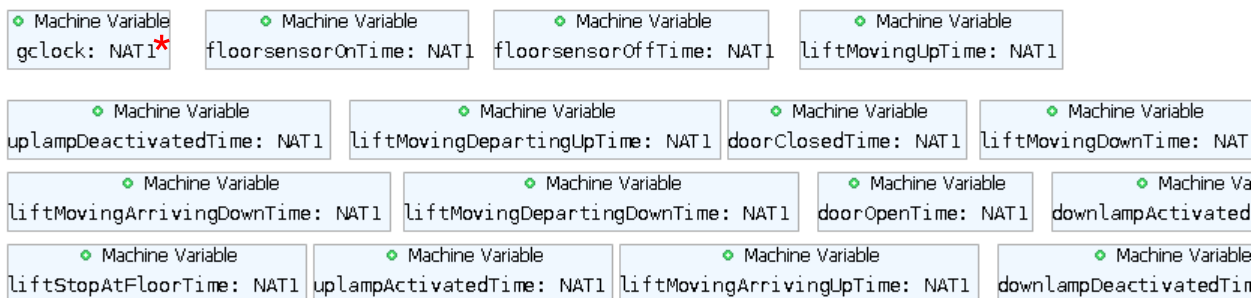 Machine Variable Machine Variable Machine Variable Machine Variable
gclock: NAT1* floorsensorOnTime: NAT1 floorsensorOffTime: NAT1 liftMovingUpTime: NAT1
Machine Variable Machine Variable Machine Variable Machine Variable
uplampDeactivatedTime: NAT1 liftMovingDepartingUpTime: NAT1 doorClosedTime: NAT1 liftMovingDownTime: NAT
Machine Variable Machine Variable Machine Variable Machine Va
liftMovingArrivingDownTime: NAT1 liftMovingDepartingDownTime: NAT1 doorOpenTime: NAT1 downlampActivated
Machine Variable Machine Variable Machine Variable Machine Variable
liftStopAtFloorTime: NAT1 uplampActivatedTime: NAT1 liftMovingArrivingUpTime: NAT1 downlampDeactivatedTim